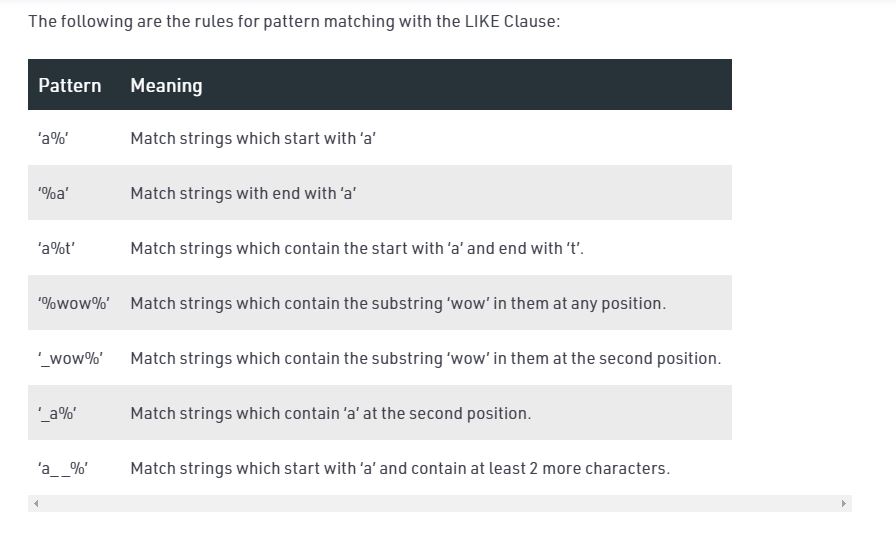 The following are the rules for pattern matching with the LIKE Clause:
Pattern Meaning
‘a%’ Match strings which start with ‘a’
‘%a’ Match strings with end with ‘a’
‘a%t’ Match strings which contain the start with ‘a’ and end with ‘t’.
‘%wow%’ Match strings which contain the substring ‘wow’ in them at any position.
‘_wow%’ Match strings which contain the substring ‘wow’ in them at the second position.
‘_a%’ Match strings which contain ‘a’ at the second position.
‘a_ _%’ Match strings which start with ‘a’ and contain at least 2 more characters.